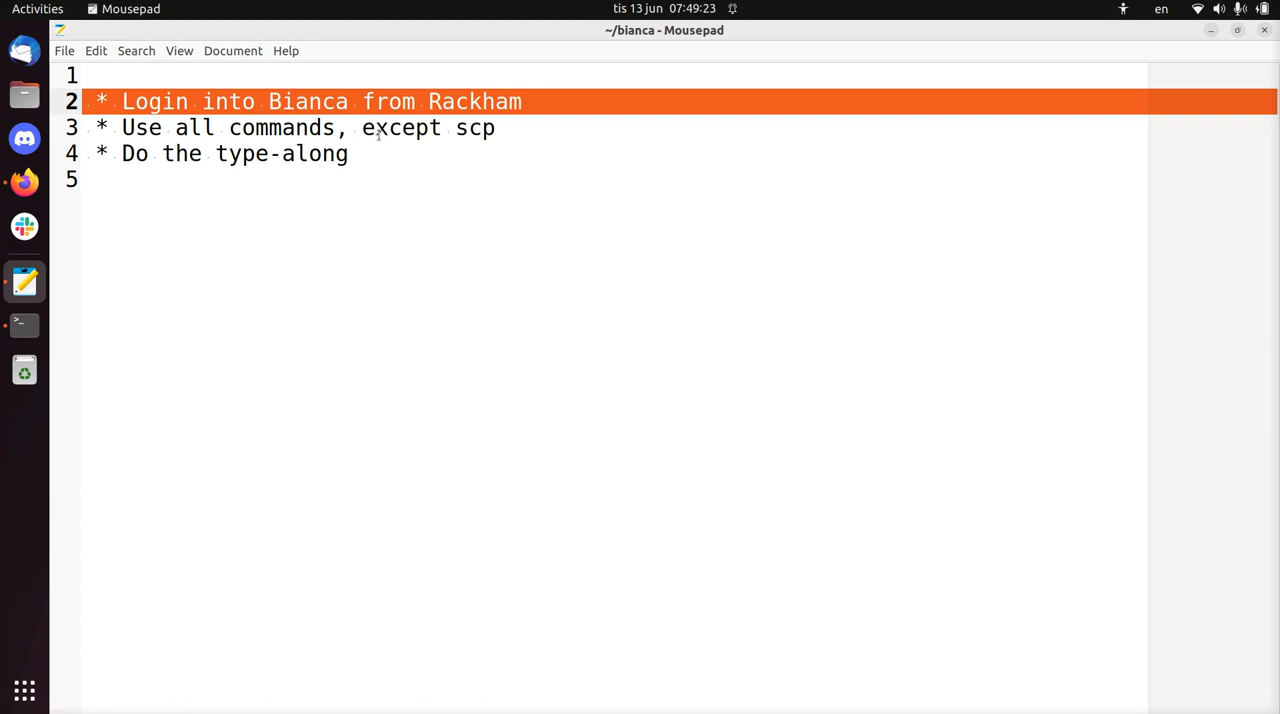 Activities Mousepad tis 13 jun 07:49:23 en
~/bianca - Mousepad
File Edit Search View Document Help
1
2 * Login into Bianca from Rackham
3 * Use all commands, except scp
4 * Do the type-along
5